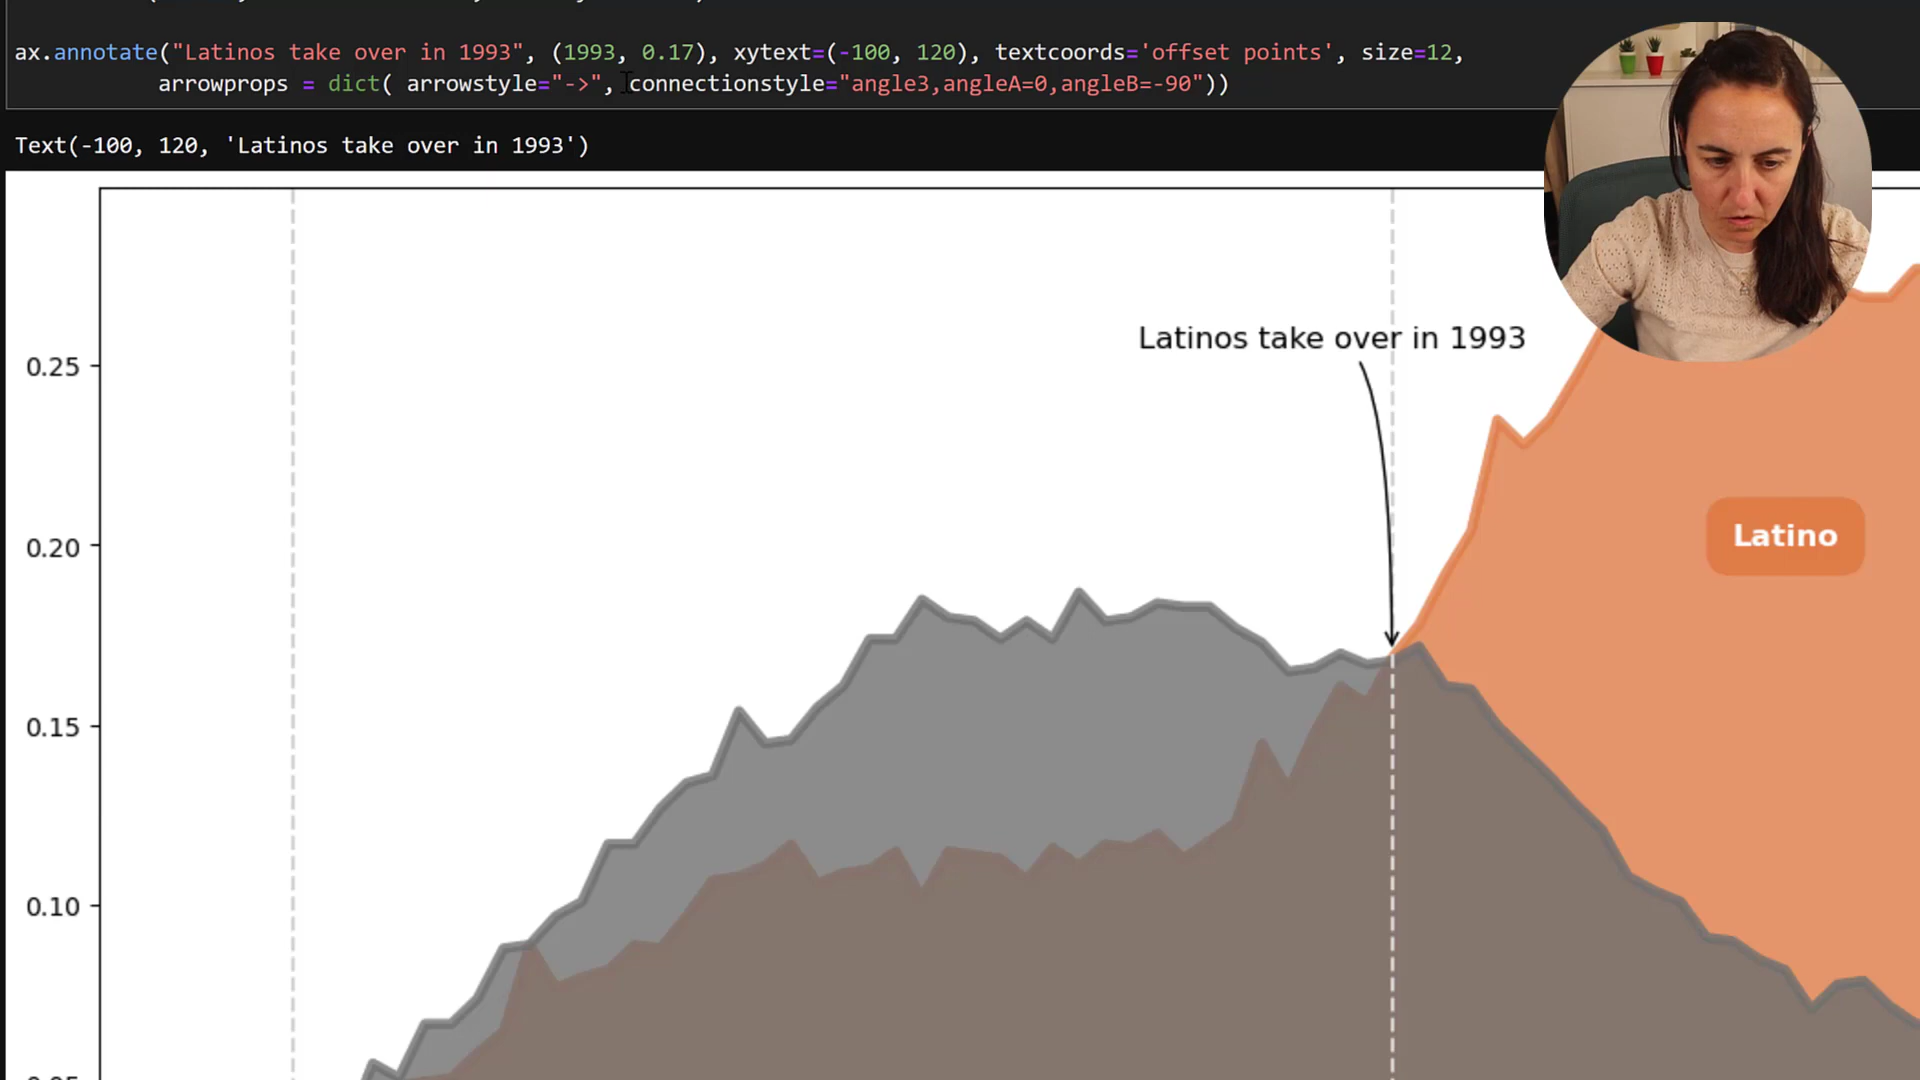 ax.annotate("Latinos take over in 1993", (1993, 0.17), xytext=(-100, 120), textcoords='offset points', size=12,
arrowprops = dict( arrowstyle="->", connectionstyle="angle3,angleA=0,angleB=-90"))
Text(-100, 120, 'Latinos take over in 1993')
Latinos take over in 1993
0.25
Latino
0.20
0.15
0.10